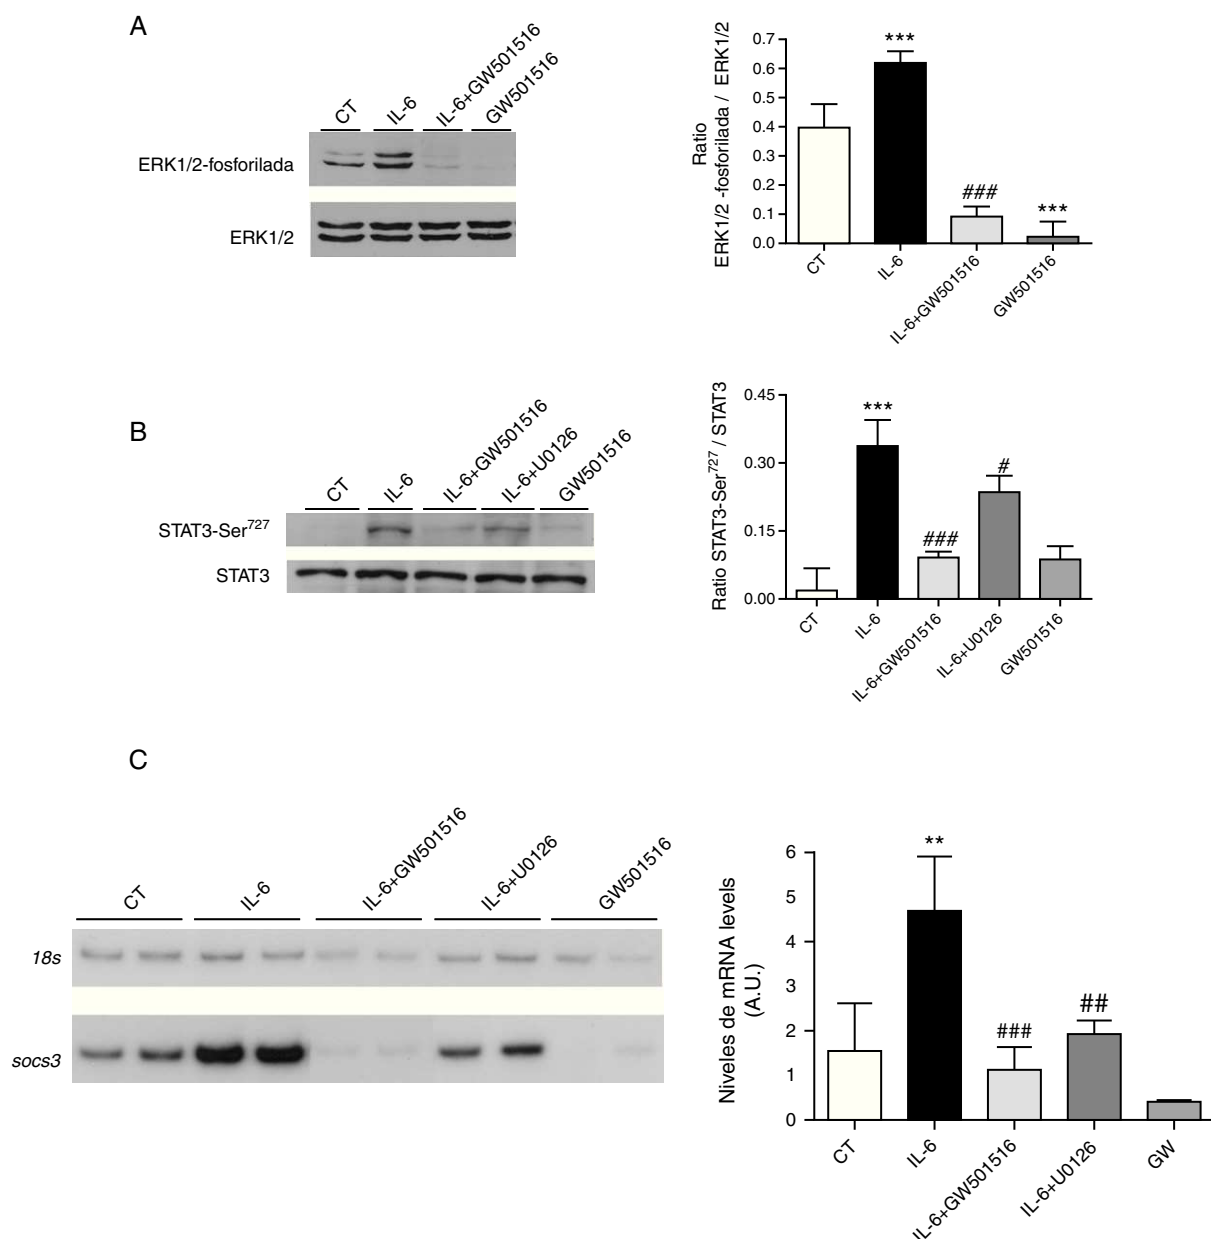 A
CT
IL-6
IL-6+GW501516
GW501516
ERK1/2-fosforilada
ERK1/2
Ratio
ERK1/2 -fosforilada / ERK1/2
0.7
0.6
0.5
0.4
0.3
0.2
0.1
0.0
***
###
***
CT
IL-6
IL-6+GW501516
GW501516
B
CT
IL-6
IL-6+GW501516
IL-6+U0126
GW501516
STAT3-Ser727
STAT3
Ratio STAT3-Ser727 / STAT3
0.45
0.30
0.15
0.00
***
###
#
CT
IL-6
IL-6+GW501516
IL-6+U0126
GW501516
C
CT
IL-6
IL-6+GW501516
IL-6+U0126
GW501516
18s
socs3
Niveles de mRNA levels
(A.U.)
6
5
4
3
2
1
0
**
###
##
CT
IL-6
IL-6+GW501516
IL-6+U0126
GW